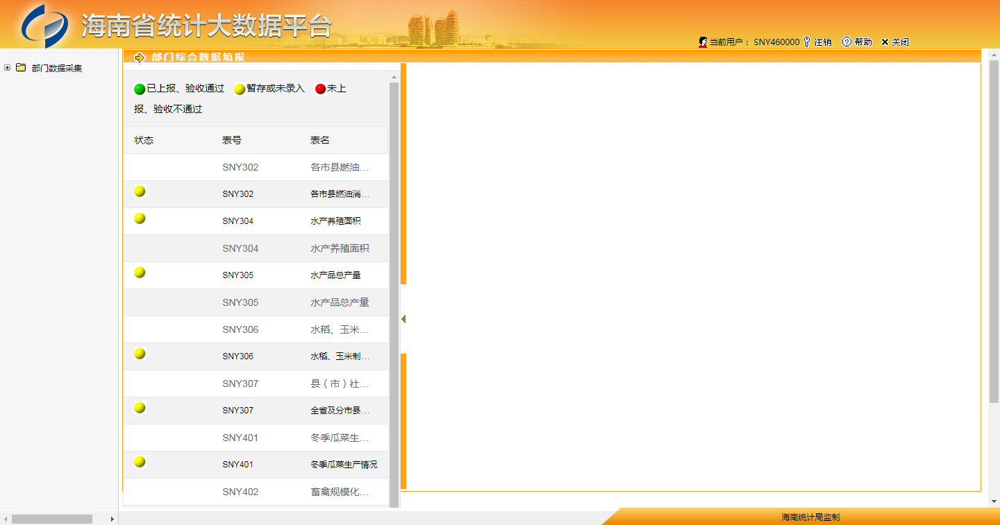 海南省统计大数据平台
当前用户： SNY460000 注销 帮助 关闭
部门数据采集
部门综合数据填报
已上报、验收通过 暂存或未录入 未上
报、验收不通过
状态 表号 表名
SNY302 各市县燃油...
SNY302 各市县燃油消...
SNY304 水产养殖面积
SNY304 水产养殖面积
SNY305 水产品总产量
SNY305 水产品总产量
SNY306 水稻、玉米...
SNY306 水稻、玉米制...
SNY307 县（市）社...
SNY307 全省及分市县...
SNY401 冬季瓜菜生...
SNY401 冬季瓜菜生产情况
SNY402 畜禽规模化...
海南统计局监制